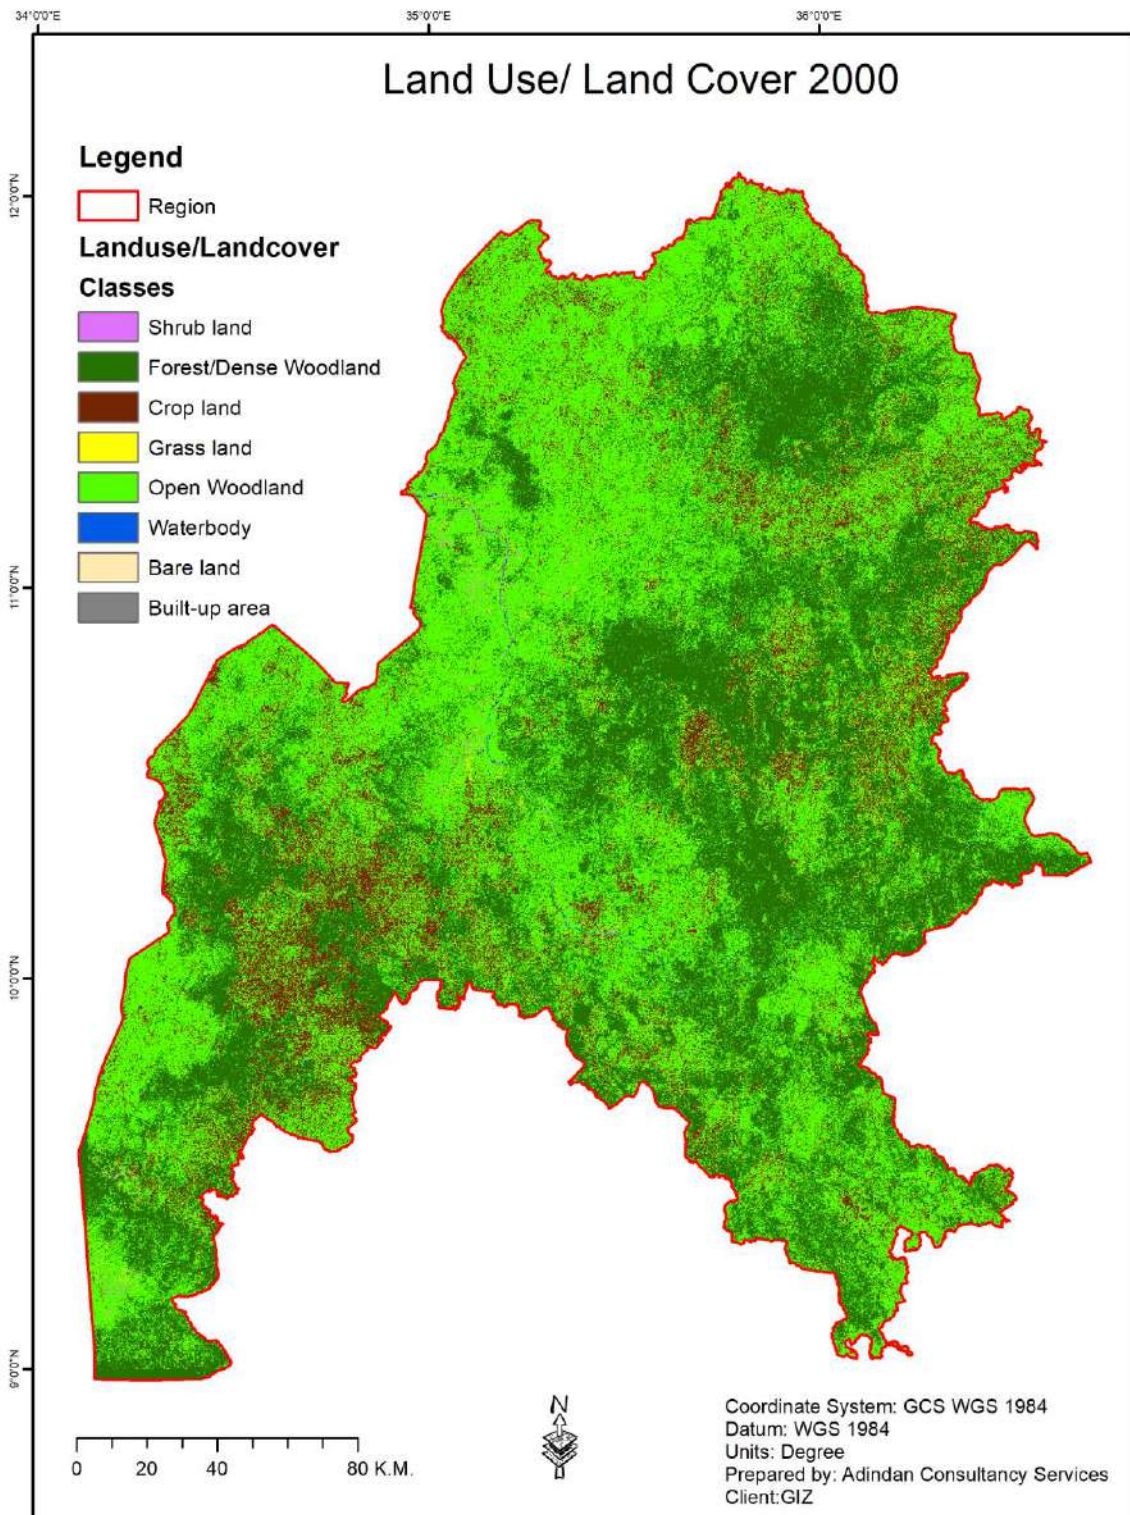 34°0'0"E
35°0'0"E
36°0'0"E
Land Use/ Land Cover 2000
Legend
Region
Landuse/Landcover
Classes
Shrub land
Forest/Dense Woodland
Crop land
Grass land
Open Woodland
Waterbody
Bare land
Built-up area
12°0'0"N
11°0'0"N
10°0'0"N
9°0'0"N
0 20 40 80 K.M.
N
Coordinate System: GCS WGS 1984
Datum: WGS 1984
Units: Degree
Prepared by: Adindan Consultancy Services
Client:GIZ